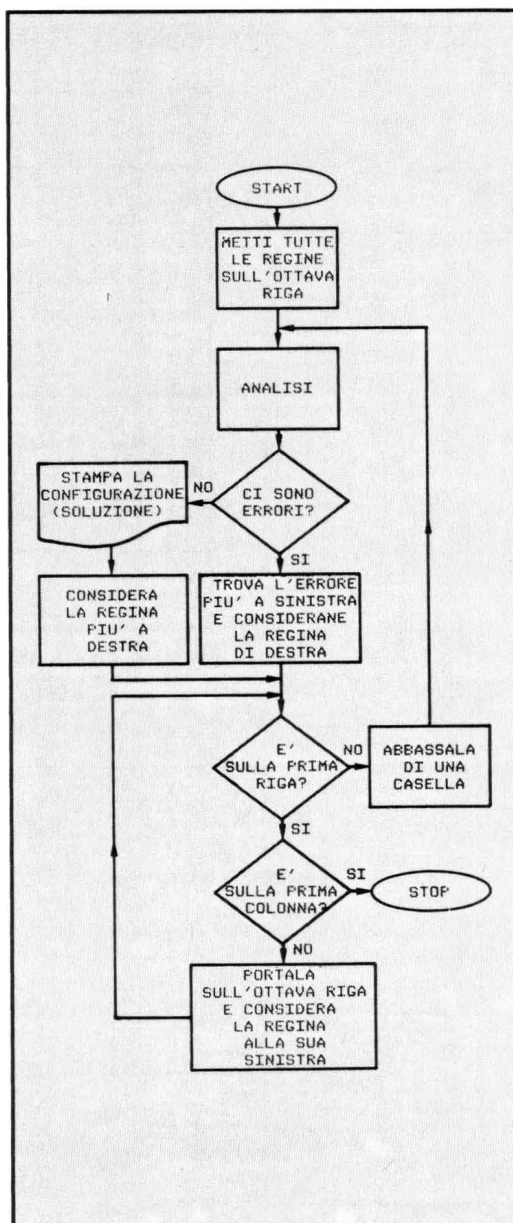 START
METTI TUTTE
LE REGINE
SULL'OTTAVA
RIGA
ANALISI
CI SONO
ERRORI?
NO
STAMPA LA
CONFIGURAZIONE
(SOLUZIONE)
SI
CONSIDERA
LA REGINA
PIU' A
DESTRA
TROVA L'ERRORE
PIU' A SINISTRA
E CONSIDERANE
LA REGINA
DI DESTRA
E'
SULLA PRIMA
RIGA?
NO
ABBASSALA
DI UNA
CASELLA
SI
E'
SULLA PRIMA
COLONNA?
SI
STOP
NO
PORTALA
SULL'OTTAVA RIGA
E CONSIDERA
LA REGINA
ALLA SUA
SINISTRA